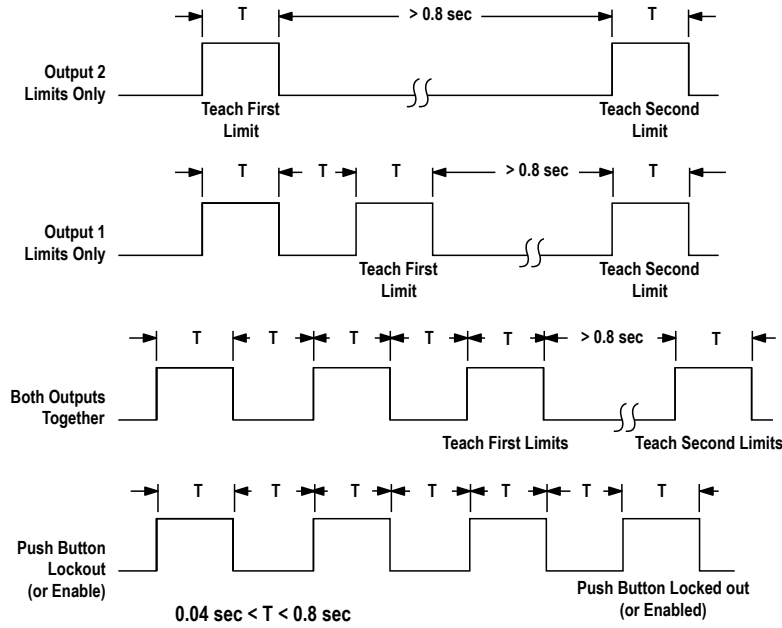 T > 0.8 sec T
Output 2
Limits Only
Teach First
Limit
Teach Second
Limit
T T T > 0.8 sec T
Output 1
Limits Only
Teach First
Limit
Teach Second
Limit
T T T T T > 0.8 sec T
Both Outputs
Together
Teach First Limits Teach Second Limits
T T T T T T T
Push Button
Lockout
(or Enable)
Push Button Locked out
(or Enabled)
0.04 sec < T < 0.8 sec